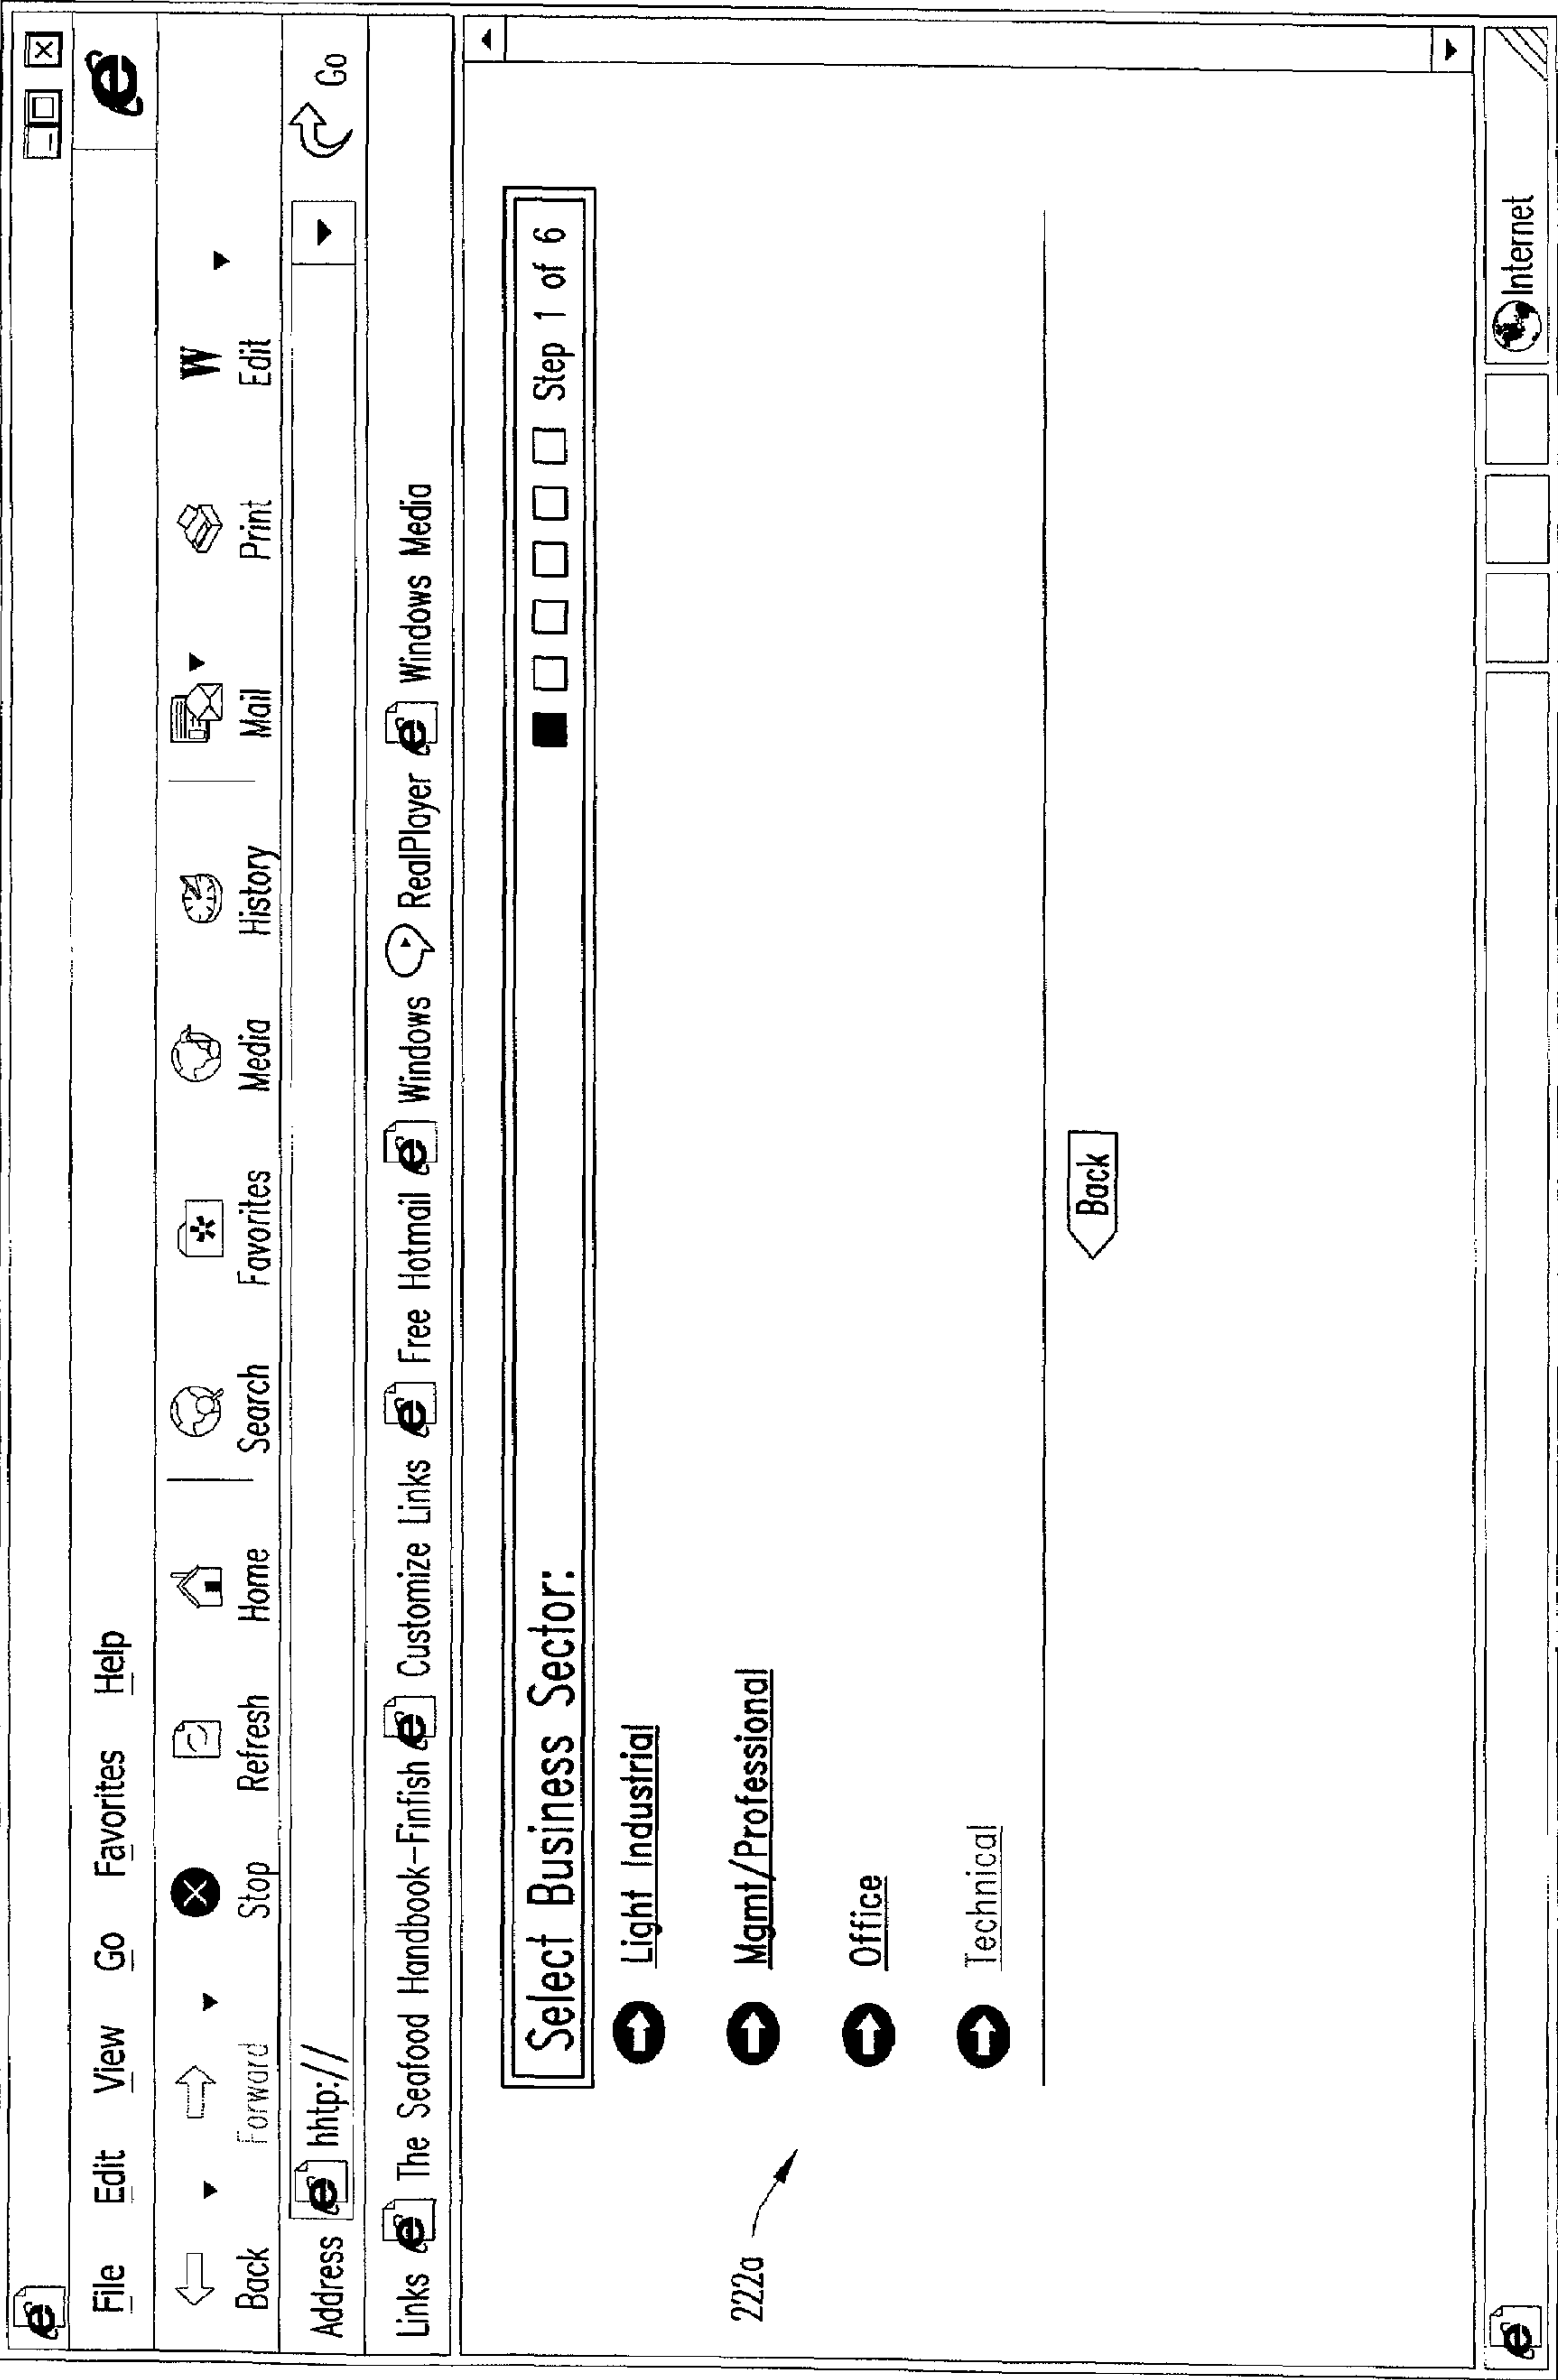 File Edit View Go Favorites Help
Back Forward Stop Refresh Home Search Favorites Media History Mail Print Edit
Address hhtp:// Go
Links The Seafood Handbook-Finfish Customize Links Free Hotmail Windows RealPlayer Windows Media
Select Business Sector: Step 1 of 6
Light Industrial
Mgmt/Professional
222a
Office
Technical
Back
Internet